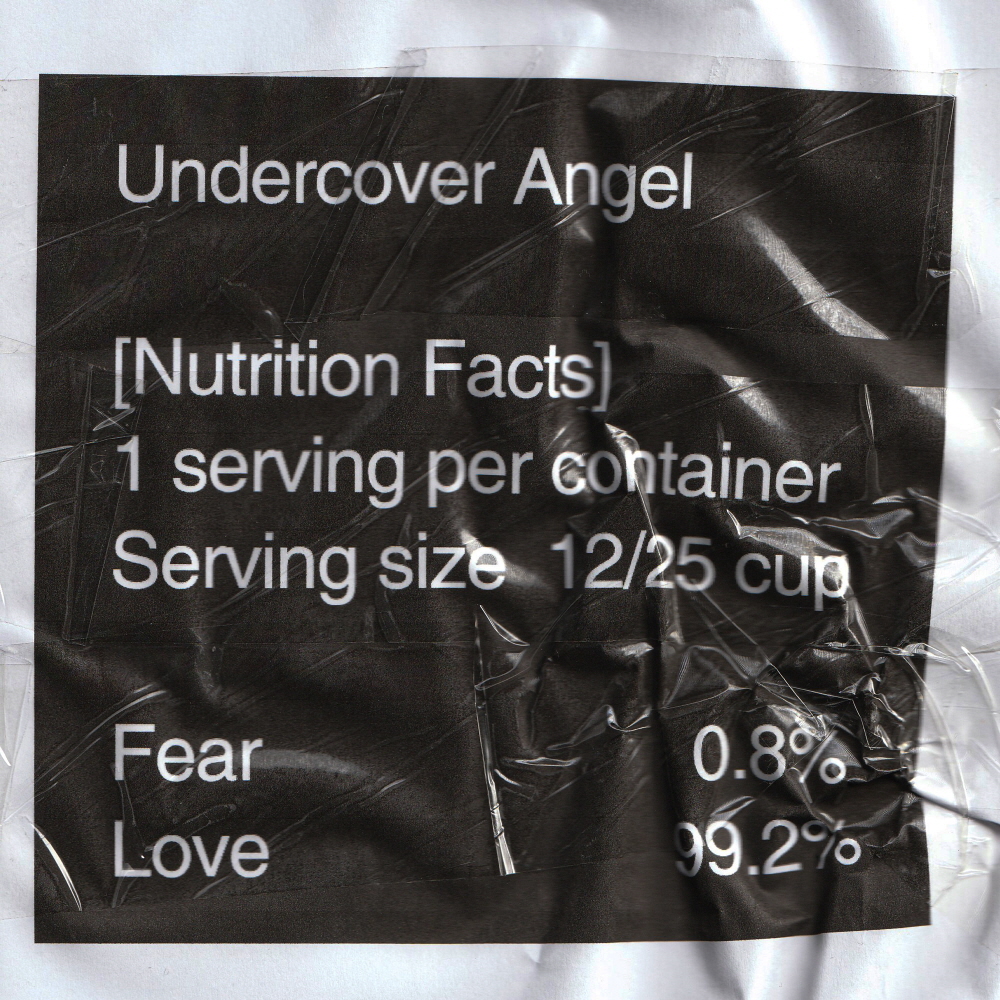 Undercover Angel
[Nutrition Facts]
1 serving per container
Serving size 12/25 cup
Fear 0.8%
Love 99.2%